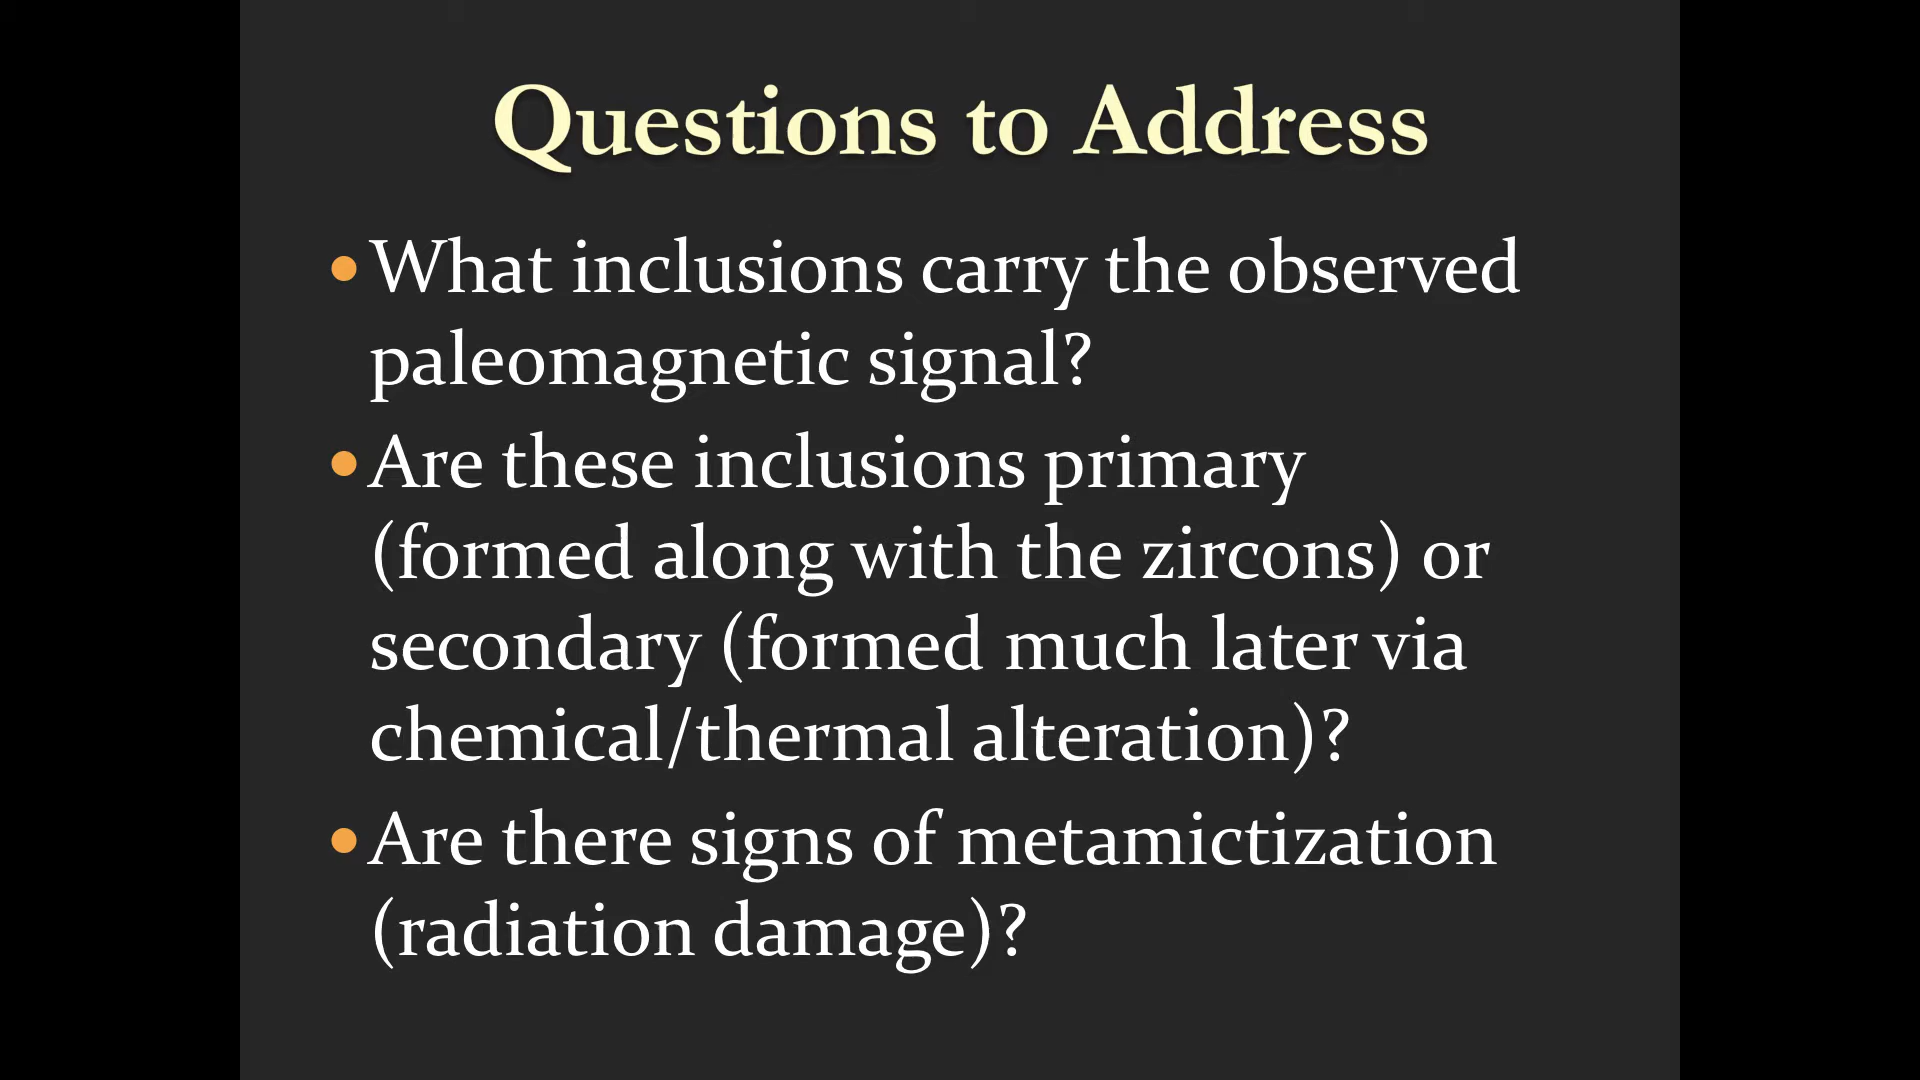 Questions to Address
• What inclusions carry the observed
paleomagnetic signal?
• Are these inclusions primary
(formed along with the zircons) or
secondary (formed much later via
chemical/thermal alteration)?
• Are there signs of metamictization
(radiation damage)?